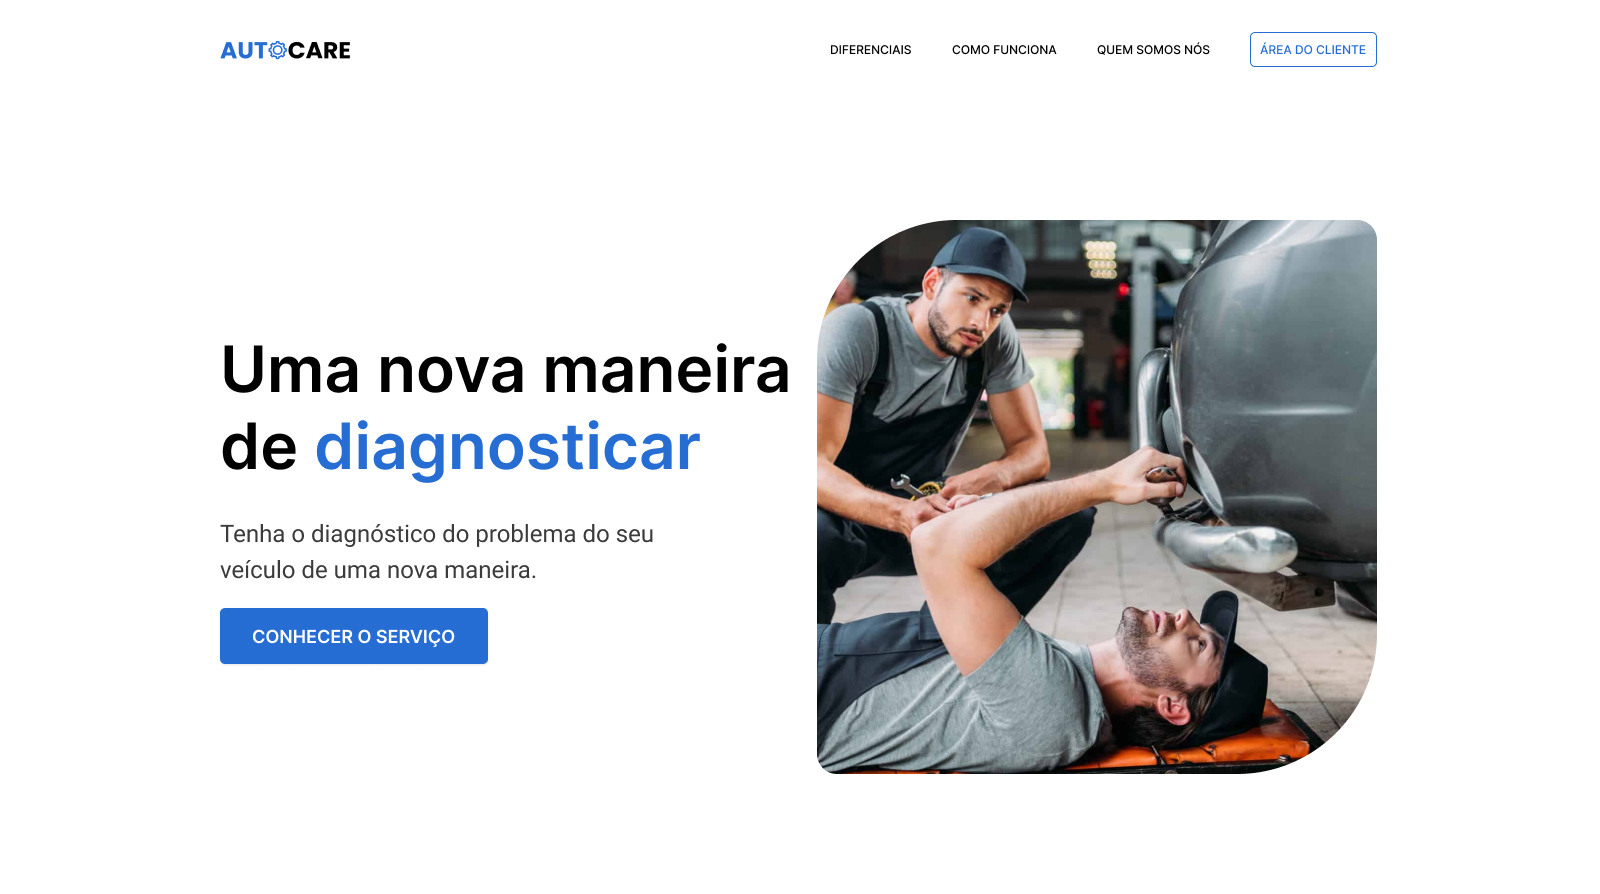 AUTOCARE
DIFERENCIAIS
COMO FUNCIONA
QUEM SOMOS NÓS
ÁREA DO CLIENTE
Uma nova maneira
de diagnosticar
Tenha o diagnóstico do problema do seu
veículo de uma nova maneira.
CONHECER O SERVIÇO